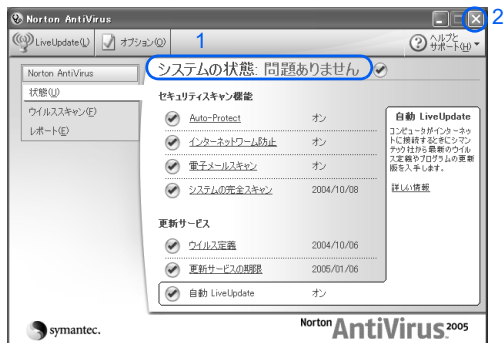 Norton AntiVirus
2
LiveUpdate(L) オプション(O)
1
ヘルプと
サポート(H)
Norton AntiVirus
状態(U)
ウイルススキャン(E)
レポート(E)
システムの状態: 問題ありません
セキュリティスキャン機能
Auto-Protect オン
インターネットワーム防止 オン
電子メールスキャン オン
システムの完全スキャン 2004/10/08
更新サービス
ウイルス定義 2004/10/06
更新サービスの期限 2005/01/06
自動 LiveUpdate オン
自動 LiveUpdate
コンピュータがインターネッ
トに接続するときにシマン
テック社から最新のウイル
ス定義やプログラムの更新
版を入手します。
詳しい情報
symantec.
Norton AntiVirus 2005